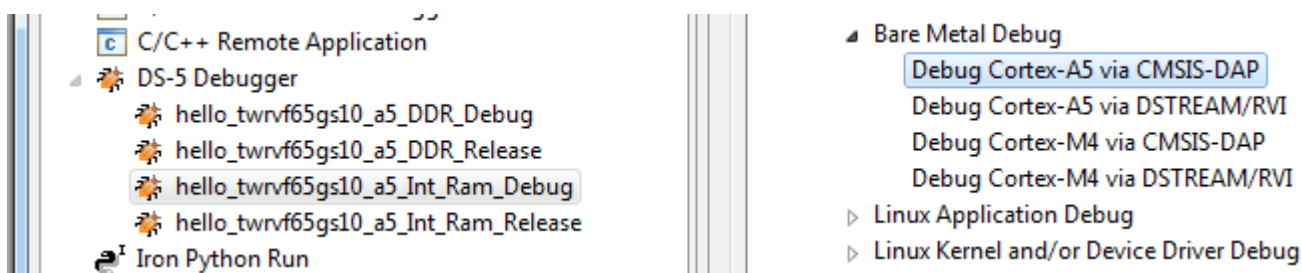 C/C++ Remote Application
DS-5 Debugger
hello_twrvf65gs10_a5_DDR_Debug
hello_twrvf65gs10_a5_DDR_Release
hello_twrvf65gs10_a5_Int_Ram_Debug
hello_twrvf65gs10_a5_Int_Ram_Release
Iron Python Run
Bare Metal Debug
Debug Cortex-A5 via CMSIS-DAP
Debug Cortex-A5 via DSTREAM/RVI
Debug Cortex-M4 via CMSIS-DAP
Debug Cortex-M4 via DSTREAM/RVI
Linux Application Debug
Linux Kernel and/or Device Driver Debug